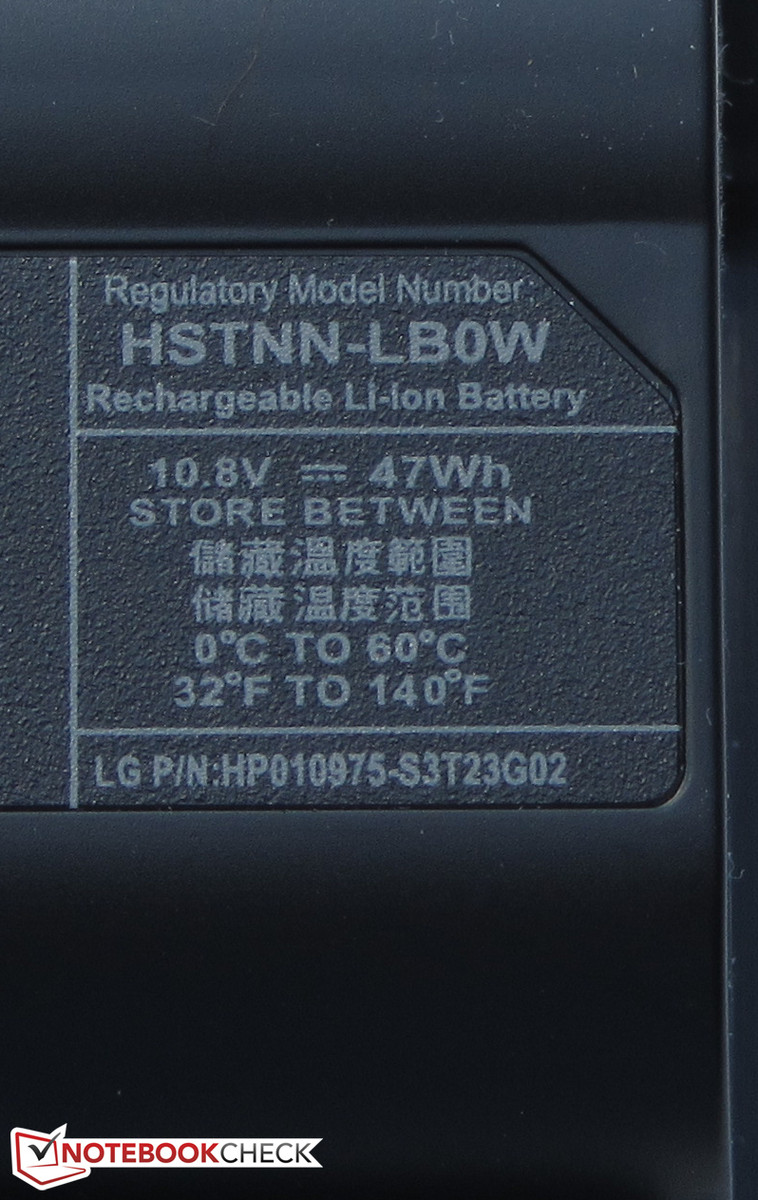 Regulatory Model Number:
HSTNN-LB0W
Rechargeable Li-ion Battery
10.8V ⎓ 47Wh
STORE BETWEEN
儲藏溫度範圍
储藏温度范围
0°C TO 60°C
32°F TO 140°F
LG P/N:HP010975-S3T23G02
NOTEBOOKCHECK